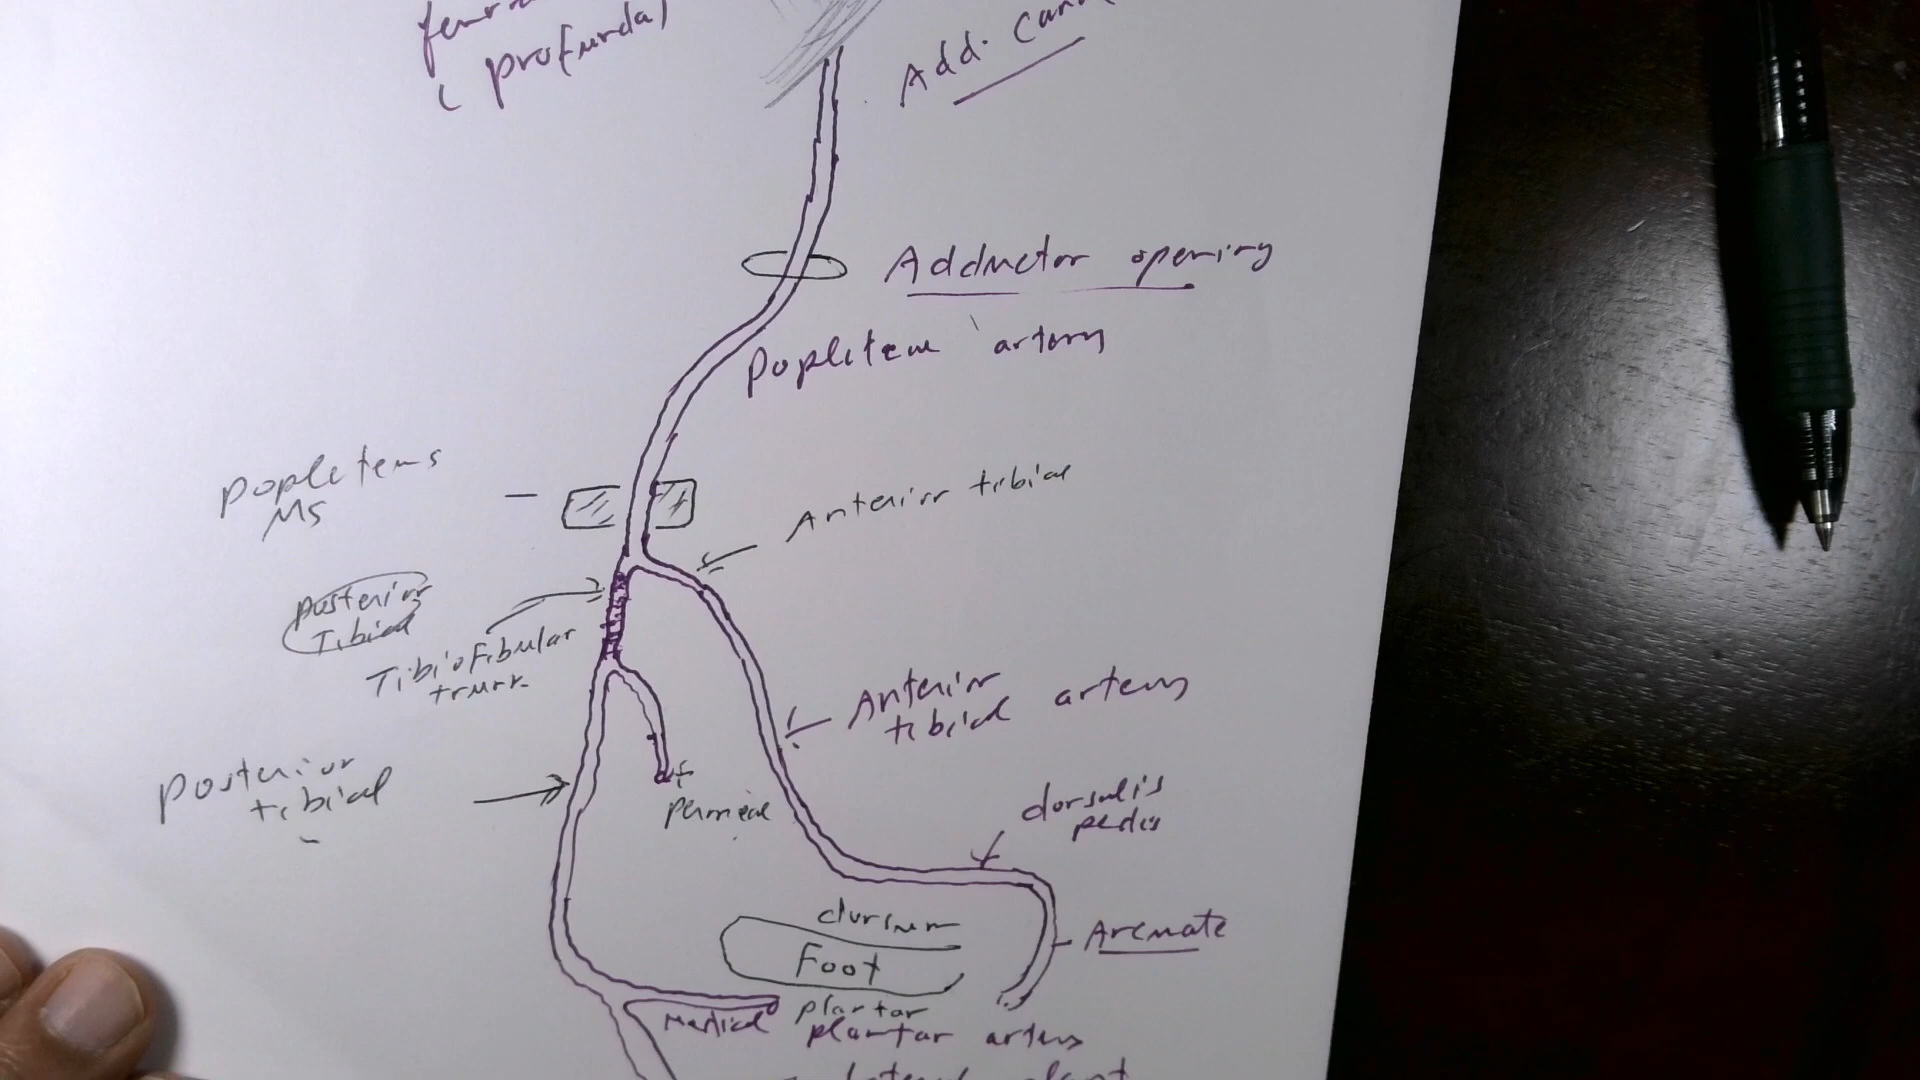 ( profunda)
Add. Can
Adductor opening
Popliteal artery
Popliteus
MS
Anterior tibial
Posterior
Tibial
TibioFibular
trunk
Anterior
tibial artery
Posterior
tibial
peroneal
dorsalis
pedis
dorsum
Foot
plantar
Arcuate
Medial plantar artery